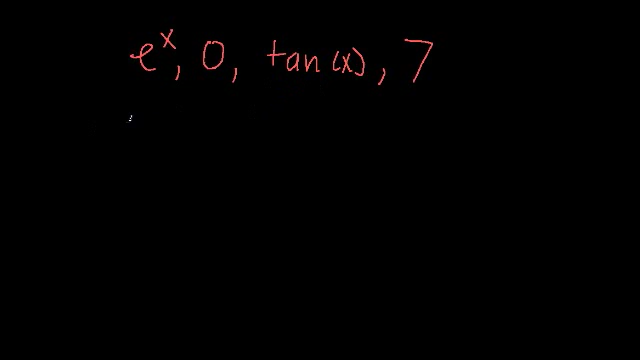 e^x, 0, tan(x), 7